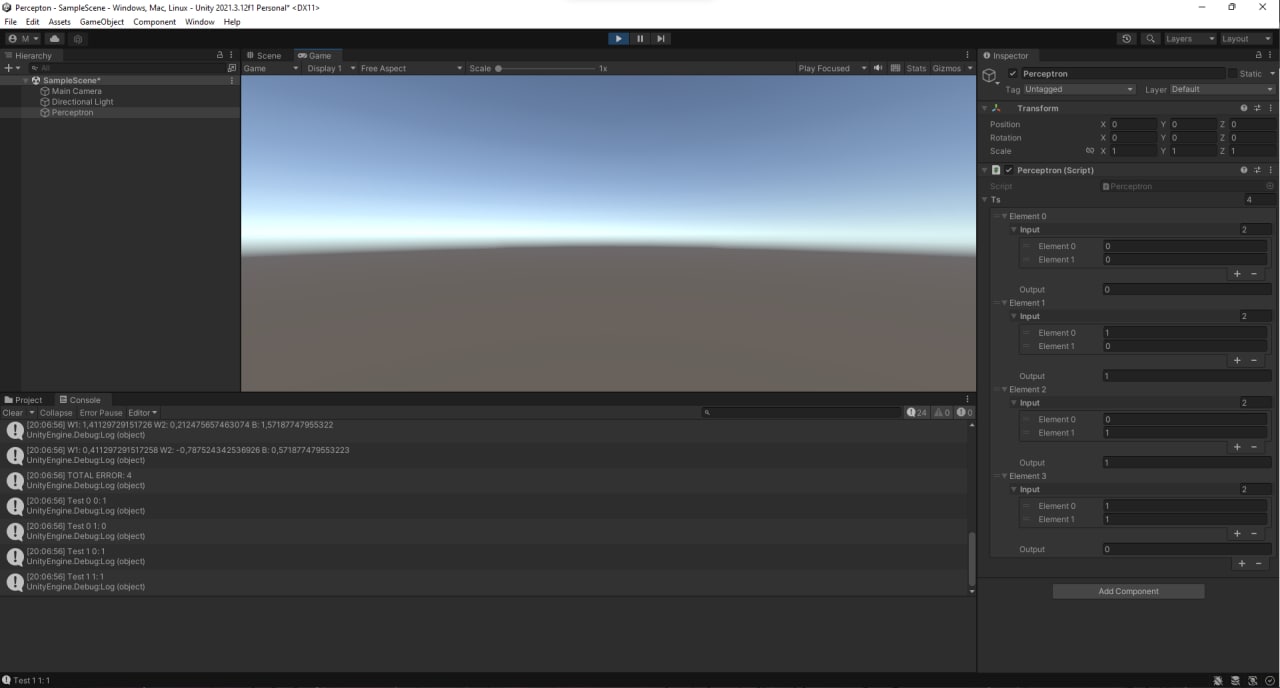 Percepton - SampleScene - Windows, Mac, Linux - Unity 2021.3.12f1 Personal* <DX11>
File Edit Assets GameObject Component Window Help
M
Layers Layout
Hierarchy
All
SampleScene*
Main Camera
Directional Light
Perceptron
Scene Game
Game Display 1 Free Aspect Scale 1x Play Focused Stats Gizmos
Project Console
Clear Collapse Error Pause Editor 24 0 0
[20:06:56] W1: 1,41129729151726 W2: 0,212475657463074 B: 1,57187747955322
UnityEngine.Debug:Log (object)
[20:06:56] W1: 0,411297291517258 W2: -0,787524342536926 B: 0,571877479553223
UnityEngine.Debug:Log (object)
[20:06:56] TOTAL ERROR: 4
UnityEngine.Debug:Log (object)
[20:06:56] Test 0 0: 1
UnityEngine.Debug:Log (object)
[20:06:56] Test 0 1: 0
UnityEngine.Debug:Log (object)
[20:06:56] Test 1 0: 1
UnityEngine.Debug:Log (object)
[20:06:56] Test 1 1: 1
UnityEngine.Debug:Log (object)
Inspector
Perceptron Static
Tag Untagged Layer Default
Transform
Position X 0 Y 0 Z 0
Rotation X 0 Y 0 Z 0
Scale X 1 Y 1 Z 1
Perceptron (Script)
Script Perceptron
Ts 4
Element 0
Input 2
Element 0 0
Element 1 0
+ −
Output 0
Element 1
Input 2
Element 0 1
Element 1 0
+ −
Output 1
Element 2
Input 2
Element 0 0
Element 1 1
+ −
Output 1
Element 3
Input 2
Element 0 1
Element 1 1
+ −
Output 0
+ −
Add Component
Test 1 1: 1